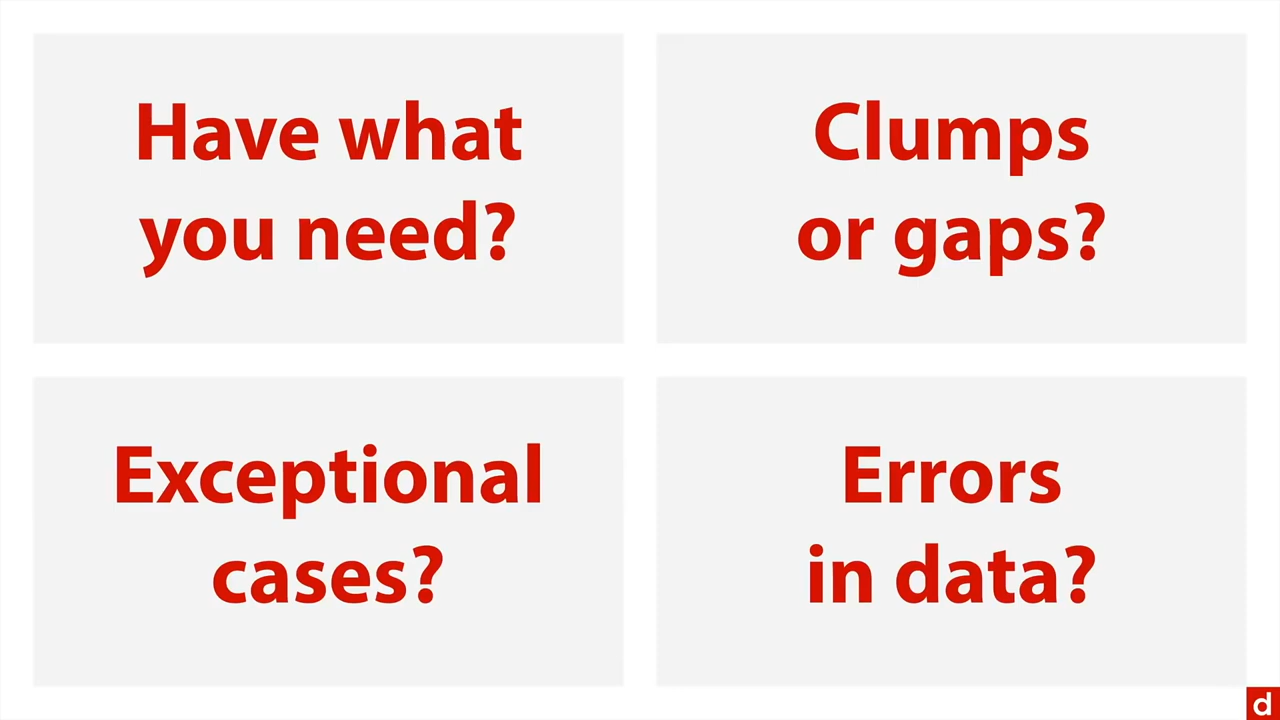 Have what
you need?
Clumps
or gaps?
Exceptional
cases?
Errors
in data?
d